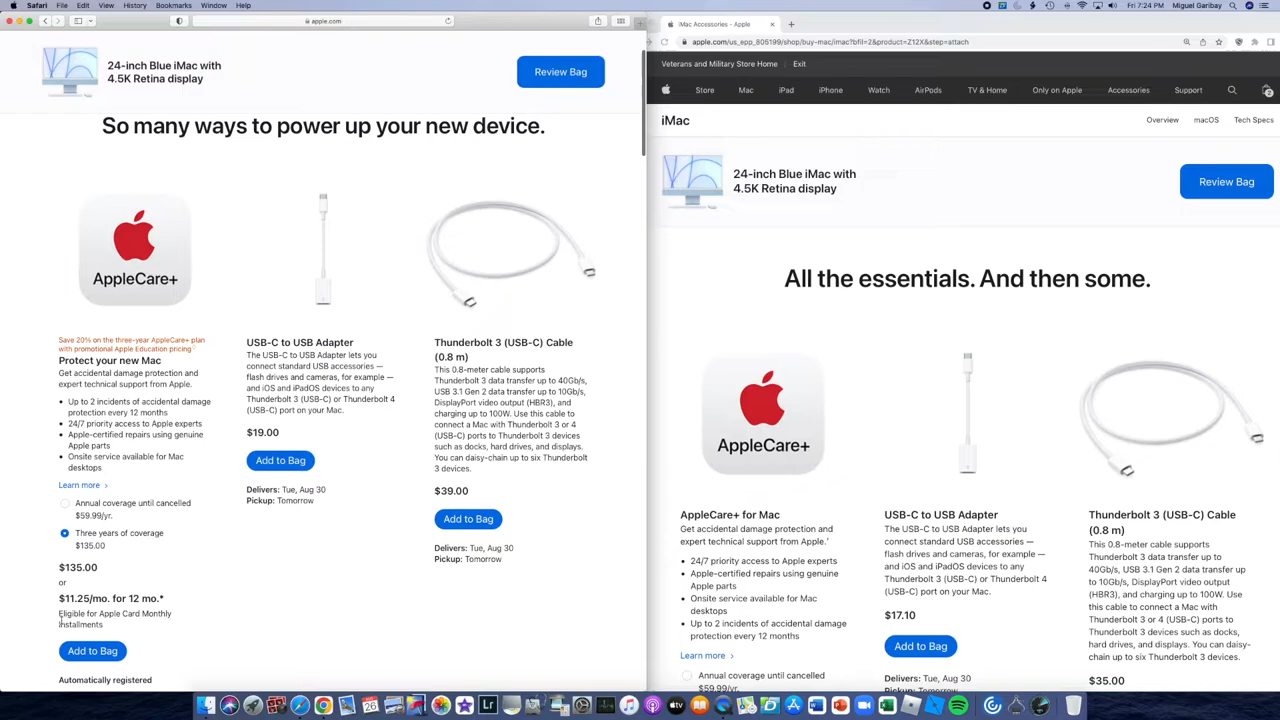 Safari File Edit View History Bookmarks Window Help
Fri 7:24 PM Miguel Garibay
apple.com
24-inch Blue iMac with
4.5K Retina display
Review Bag
So many ways to power up your new device.
AppleCare+
Save 20% on the three-year AppleCare+ plan
with promotional Apple Education pricing
Protect your new Mac
Get accidental damage protection and
expert technical support from Apple.
• Up to 2 incidents of accidental damage
protection every 12 months
• 24/7 priority access to Apple experts
• Apple-certified repairs using genuine
Apple parts
• Onsite service available for Mac
desktops
Learn more >
Annual coverage until cancelled
$59.99/yr.
Three years of coverage
$135.00
$135.00
or
$11.25/mo. for 12 mo.*
Eligible for Apple Card Monthly
Installments
Add to Bag
Automatically registered
USB-C to USB Adapter
The USB-C to USB Adapter lets you
connect standard USB accessories —
flash drives and cameras, for example —
and iOS and iPadOS devices to any
Thunderbolt 3 (USB-C) or Thunderbolt 4
(USB-C) port on your Mac.
$19.00
Add to Bag
Delivers: Tue, Aug 30
Pickup: Tomorrow
Thunderbolt 3 (USB-C) Cable
(0.8 m)
This 0.8-meter cable supports
Thunderbolt 3 data transfer up to 40Gb/s,
USB 3.1 Gen 2 data transfer up to 10Gb/s,
DisplayPort video output (HBR3), and
charging up to 100W. Use this cable to
connect a Mac with Thunderbolt 3 or 4
(USB-C) ports to Thunderbolt 3 devices
such as docks, hard drives, and displays.
You can daisy-chain up to six Thunderbolt
3 devices.
$39.00
Add to Bag
Delivers: Tue, Aug 30
Pickup: Tomorrow
iMac Accessories - Apple
apple.com/us_epp_805199/shop/buy-mac/imac?bfil=2&product=Z12X&step=attach
Veterans and Military Store Home Exit
Store Mac iPad iPhone Watch AirPods TV & Home Only on Apple Accessories Support
2
iMac
Overview macOS Tech Specs
24-inch Blue iMac with
4.5K Retina display
Review Bag
All the essentials. And then some.
AppleCare+
AppleCare+ for Mac
Get accidental damage protection and
expert technical support from Apple.
• 24/7 priority access to Apple experts
• Apple-certified repairs using genuine
Apple parts
• Onsite service available for Mac
desktops
• Up to 2 incidents of accidental damage
protection every 12 months
Learn more >
Annual coverage until cancelled
$59.99/yr.
USB-C to USB Adapter
The USB-C to USB Adapter lets you
connect standard USB accessories —
flash drives and cameras, for example —
and iOS and iPadOS devices to any
Thunderbolt 3 (USB-C) or Thunderbolt 4
(USB-C) port on your Mac.
$17.10
Add to Bag
Delivers: Tue, Aug 30
Thunderbolt 3 (USB-C) Cable
(0.8 m)
This 0.8-meter cable supports
Thunderbolt 3 data transfer up to
40Gb/s, USB 3.1 Gen 2 data transfer up
to 10Gb/s, DisplayPort video output
(HBR3), and charging up to 100W. Use
this cable to connect a Mac with
Thunderbolt 3 or 4 (USB-C) ports to
Thunderbolt 3 devices such as docks,
hard drives, and displays. You can daisy-
chain up to six Thunderbolt 3 devices.
$35.00
26